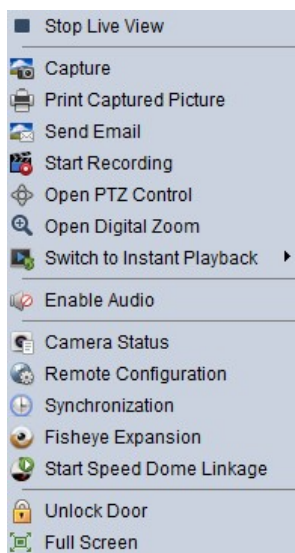 Stop Live View
Capture
Print Captured Picture
Send Email
Start Recording
Open PTZ Control
Open Digital Zoom
Switch to Instant Playback
Enable Audio
Camera Status
Remote Configuration
Synchronization
Fisheye Expansion
Start Speed Dome Linkage
Unlock Door
Full Screen